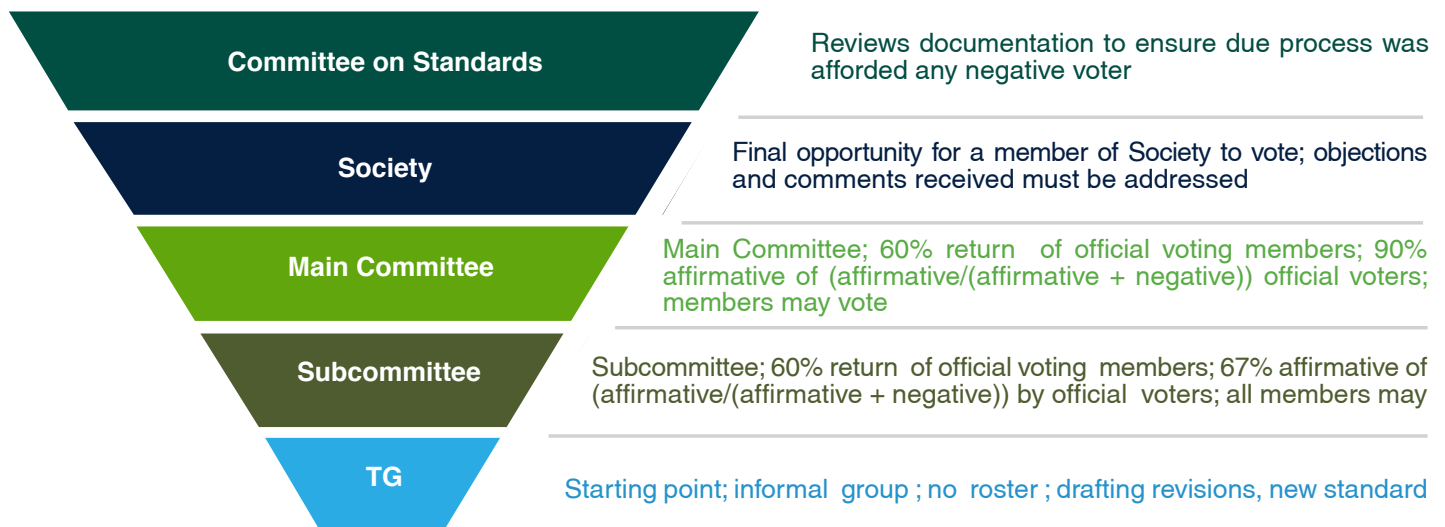 Committee on Standards
Reviews documentation to ensure due process was
afforded any negative voter
Society
Final opportunity for a member of Society to vote; objections
and comments received must be addressed
Main Committee
Main Committee; 60% return of official voting members; 90%
affirmative of (affirmative/(affirmative + negative)) official voters;
members may vote
Subcommittee
Subcommittee; 60% return of official voting members; 67% affirmative of
(affirmative/(affirmative + negative)) by official voters; all members may
TG
Starting point; informal group ; no roster ; drafting revisions, new standard